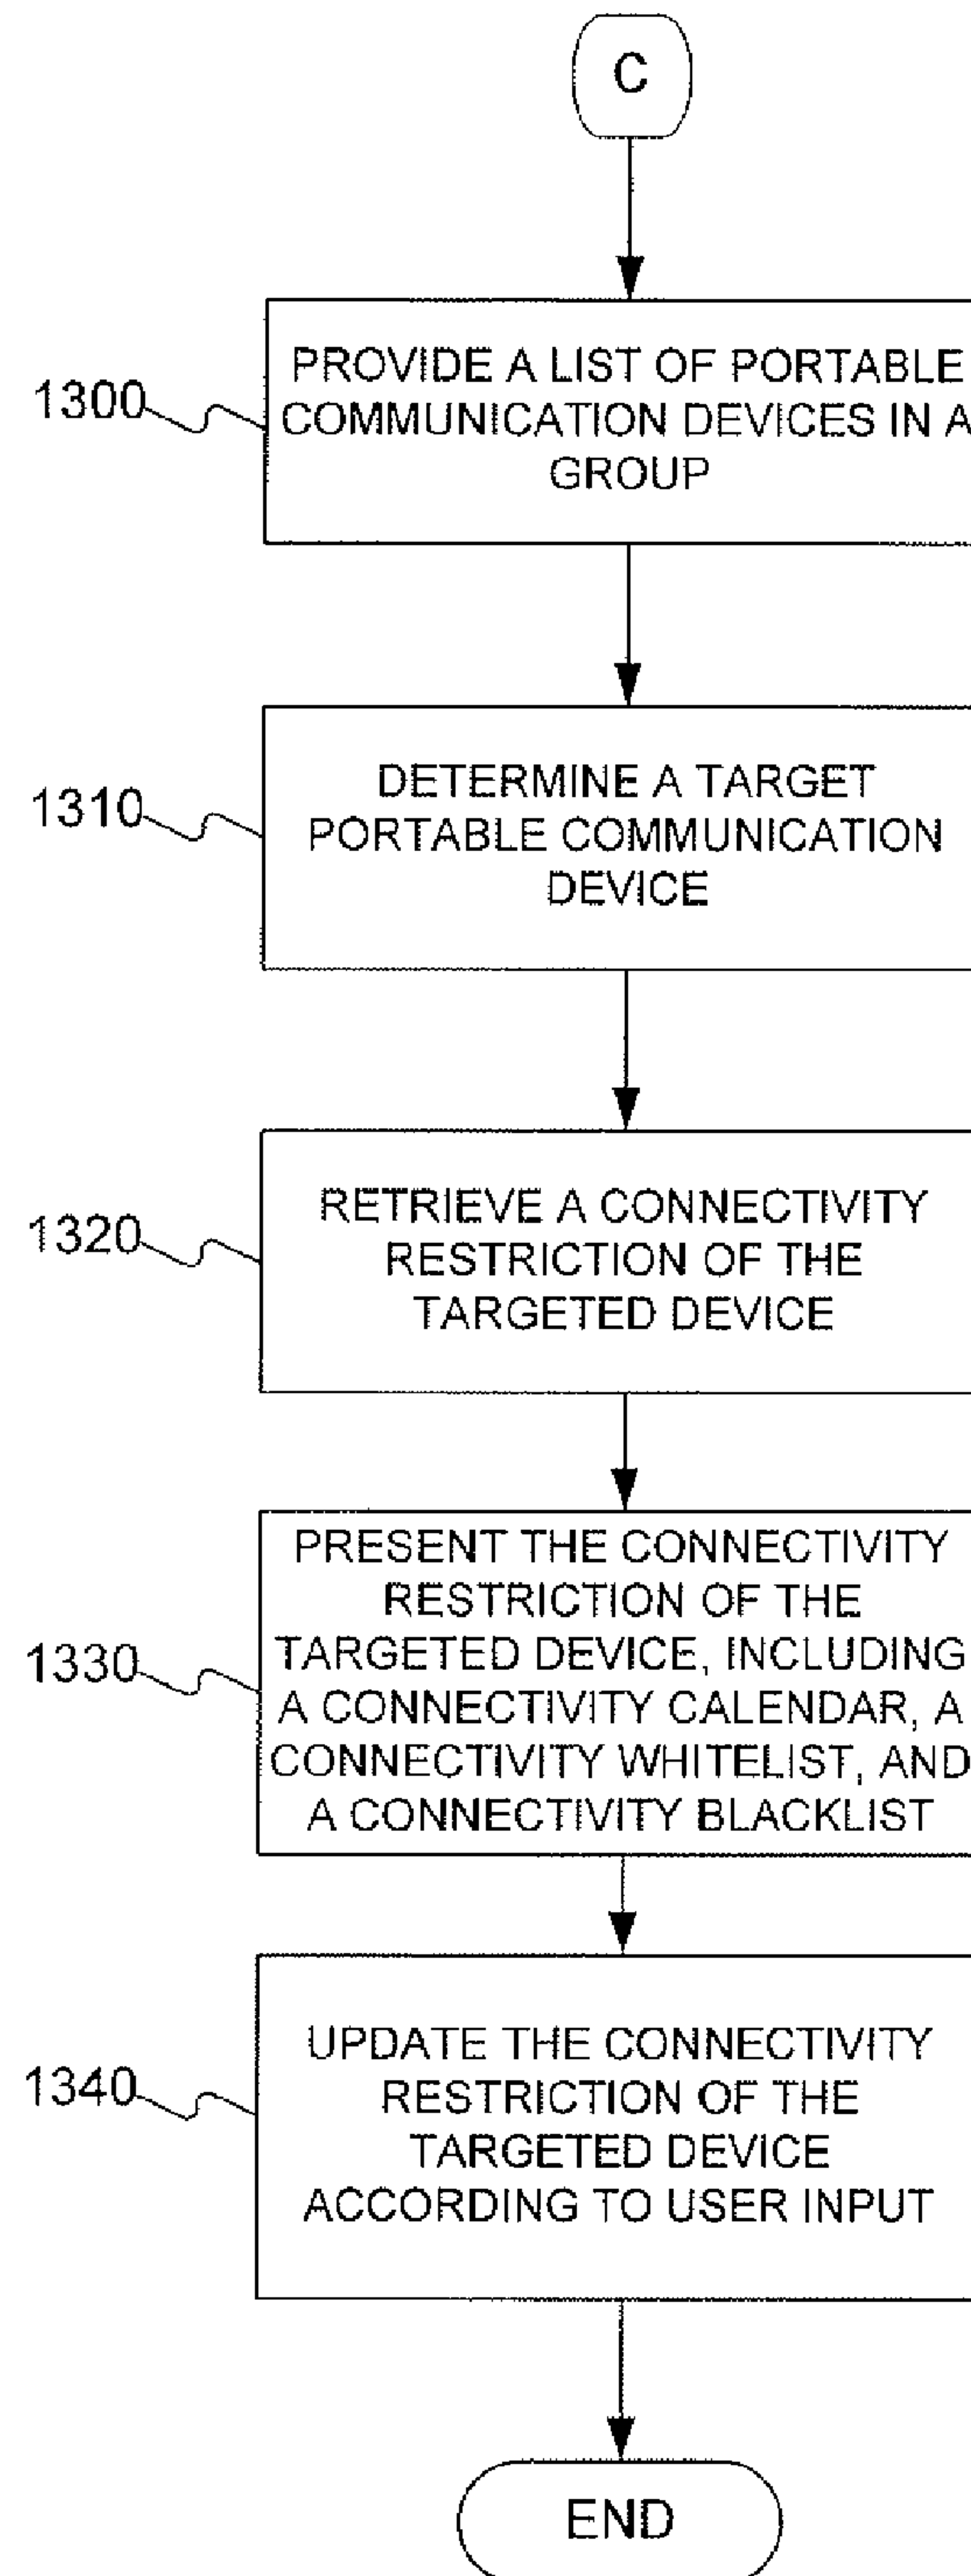 C
1300
PROVIDE A LIST OF PORTABLE
COMMUNICATION DEVICES IN A
GROUP
1310
DETERMINE A TARGET
PORTABLE COMMUNICATION
DEVICE
1320
RETRIEVE A CONNECTIVITY
RESTRICTION OF THE
TARGETED DEVICE
1330
PRESENT THE CONNECTIVITY
RESTRICTION OF THE
TARGETED DEVICE, INCLUDING
A CONNECTIVITY CALENDAR, A
CONNECTIVITY WHITELIST, AND
A CONNECTIVITY BLACKLIST
1340
UPDATE THE CONNECTIVITY
RESTRICTION OF THE
TARGETED DEVICE
ACCORDING TO USER INPUT
END